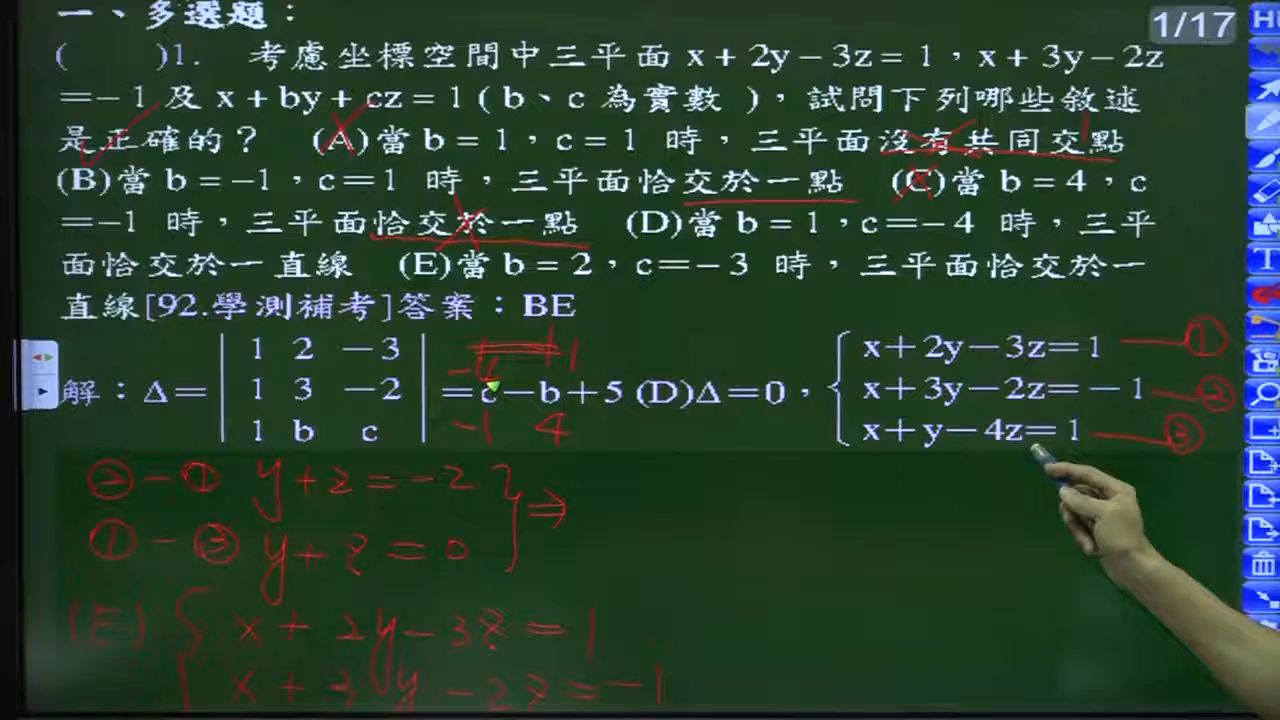 一、多選題：
1/17
(　　)1. 考慮坐標空間中三平面 x＋2y－3z＝1，x＋3y－2z
＝－1 及 x＋by＋cz＝1（b、c 為實數），試問下列哪些敘述
是正確的？ (A)當 b＝1，c＝1 時，三平面沒有共同交點
(B)當 b＝－1，c＝1 時，三平面恰交於一點 (C)當 b＝4，c
＝－1 時，三平面恰交於一點 (D)當 b＝1，c＝－4 時，三平
面恰交於一直線 (E)當 b＝2，c＝－3 時，三平面恰交於一
直線[92.學測補考]答案：BE
1 2 －3 x＋2y－3z＝1 ①
解：Δ＝ 1 3 －2 ＝c－b＋5 (D)Δ＝0， x＋3y－2z＝－1 ②
1 b c －1 4 x＋y－4z＝1 ③
②－① y＋z＝－2
①－③ y＋z＝0 ⇒
(E) x＋2y－3z＝1
x＋3y－2z＝－1